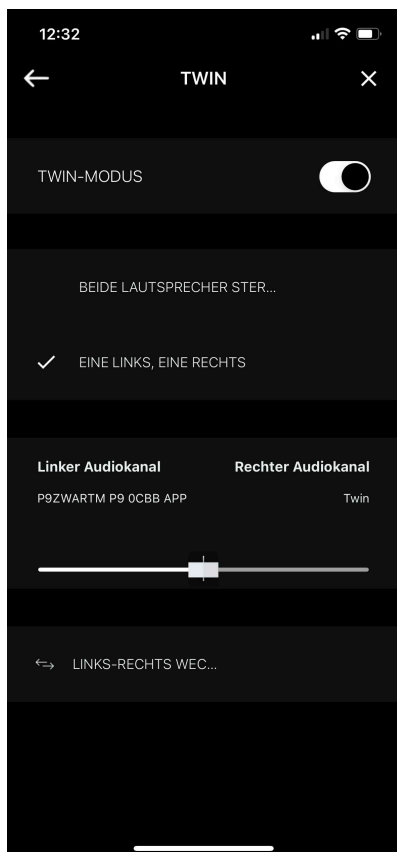 12:32
TWIN
TWIN-MODUS
BEIDE LAUTSPRECHER STER...
EINE LINKS, EINE RECHTS
Linker Audiokanal Rechter Audiokanal
P9ZWARTM P9 0CBB APP Twin
LINKS-RECHTS WEC...